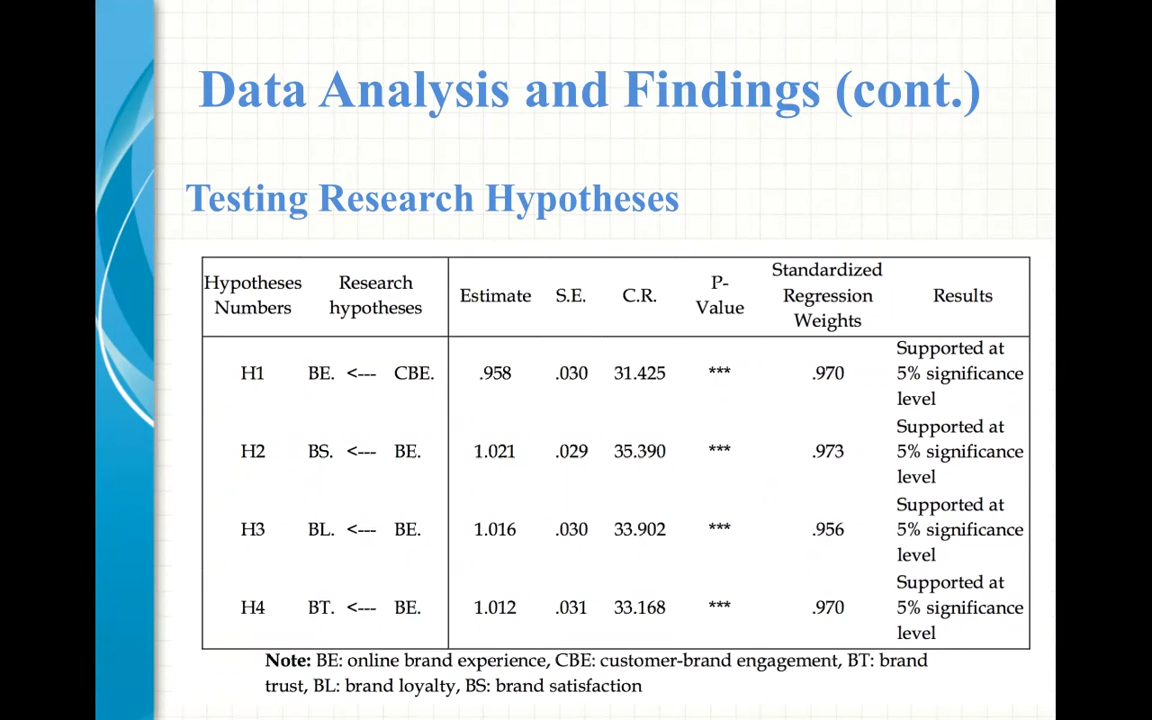 Data Analysis and Findings (cont.)
Testing Research Hypotheses
Hypotheses Numbers Research hypotheses Estimate S.E. C.R. P-Value Standardized Regression Weights Results
H1 BE. <--- CBE. .958 .030 31.425 *** .970 Supported at 5% significance level
H2 BS. <--- BE. 1.021 .029 35.390 *** .973 Supported at 5% significance level
H3 BL. <--- BE. 1.016 .030 33.902 *** .956 Supported at 5% significance level
H4 BT. <--- BE. 1.012 .031 33.168 *** .970 Supported at 5% significance level
Note: BE: online brand experience, CBE: customer-brand engagement, BT: brand
trust, BL: brand loyalty, BS: brand satisfaction